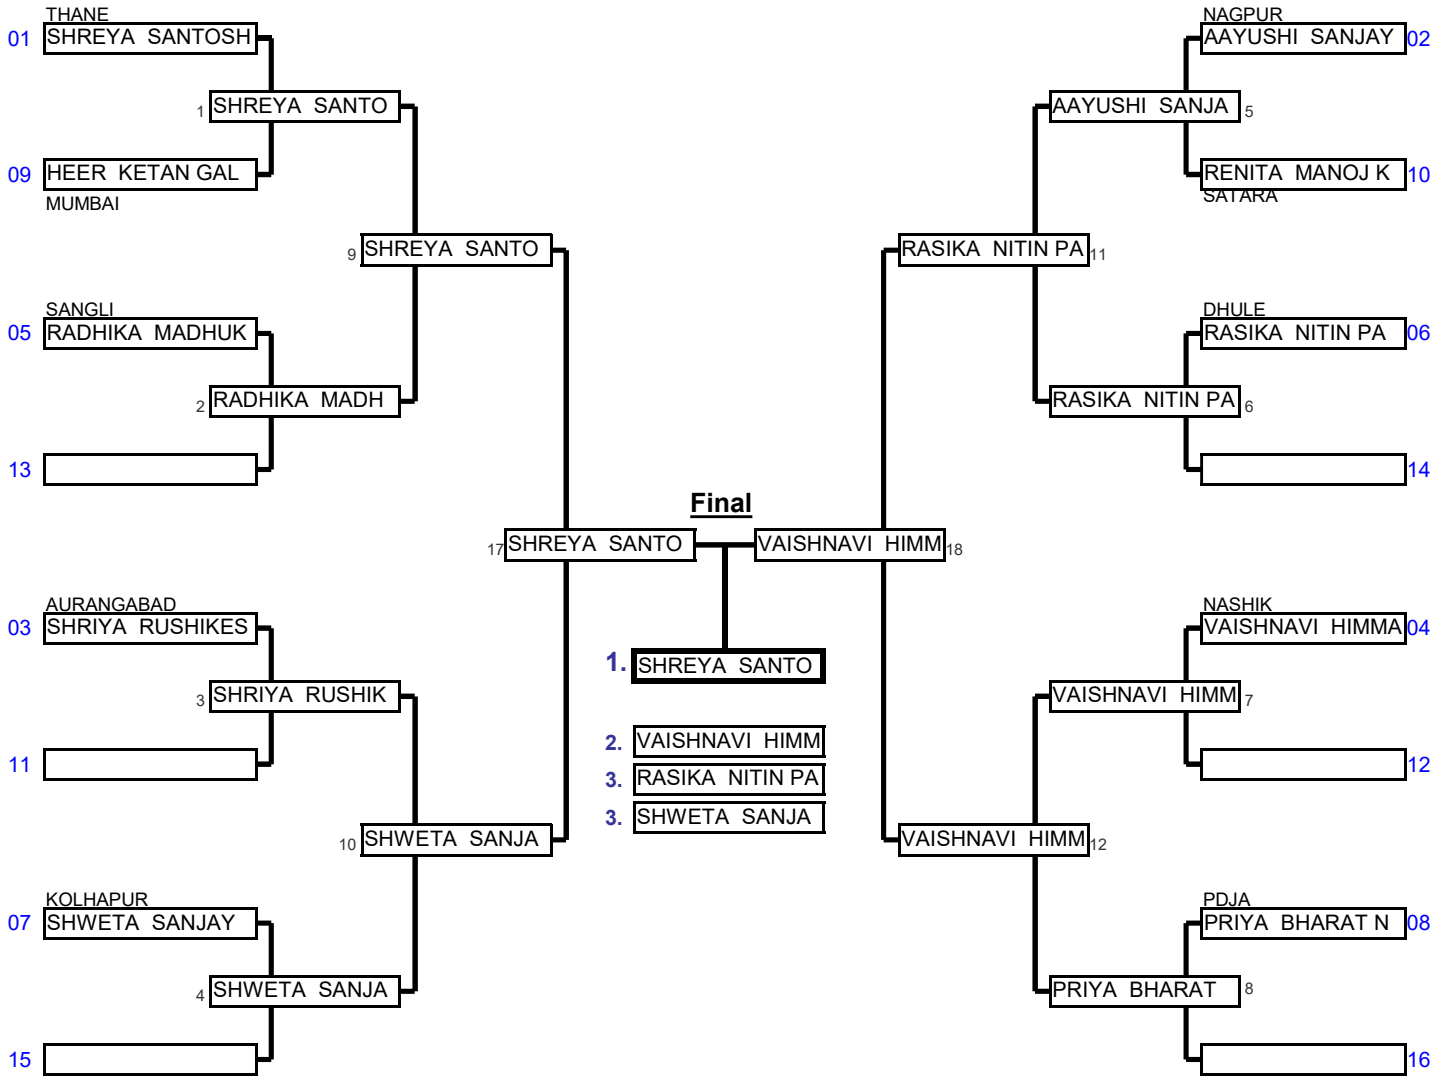 THANE
01 SHREYA SANTOSH
1 SHREYA SANTO
09 HEER KETAN GAL
MUMBAI
9 SHREYA SANTO
SANGLI
05 RADHIKA MADHUK
2 RADHIKA MADH
13
17 SHREYA SANTO
AURANGABAD
03 SHRIYA RUSHIKES
3 SHRIYA RUSHIK
11
10 SHWETA SANJA
KOLHAPUR
07 SHWETA SANJAY
4 SHWETA SANJA
15
Final
1. SHREYA SANTO
2. VAISHNAVI HIMM
3. RASIKA NITIN PA
3. SHWETA SANJA
NAGPUR
AAYUSHI SANJAY 02
AAYUSHI SANJA 5
RENITA MANOJ K 10
SATARA
RASIKA NITIN PA 11
DHULE
RASIKA NITIN PA 06
RASIKA NITIN PA 6
14
VAISHNAVI HIMM 18
NASHIK
VAISHNAVI HIMMA 04
VAISHNAVI HIMM 7
12
VAISHNAVI HIMM 12
PDJA
PRIYA BHARAT N 08
PRIYA BHARAT 8
16